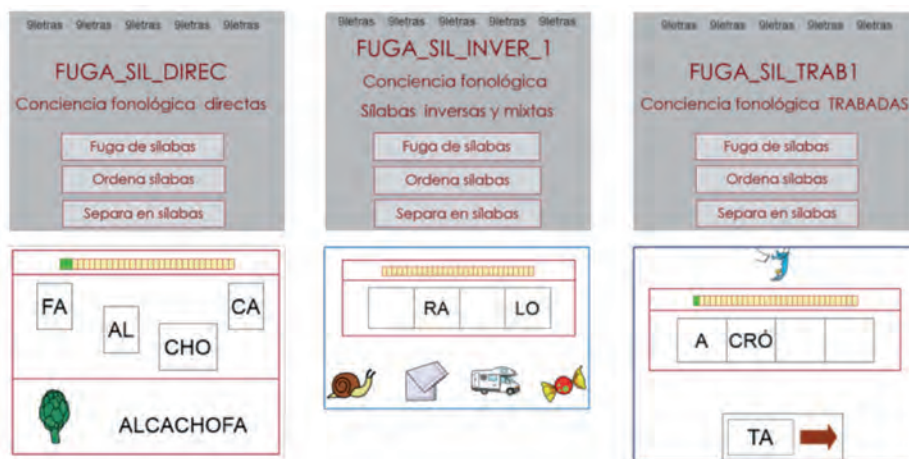 9letras 9letras 9letras 9letras 9letras
FUGA_SIL_DIREC
Conciencia fonológica directas
Fuga de sílabas
Ordena sílabas
Separa en sílabas
9letras 9letras 9letras 9letras 9letras
FUGA_SIL_INVER_1
Conciencia fonológica
Sílabas inversas y mixtas
Fuga de sílabas
Ordena sílabas
Separa en sílabas
9letras 9letras 9letras 9letras 9letras
FUGA_SIL_TRAB1
Conciencia fonológica TRABADAS
Fuga de sílabas
Ordena sílabas
Separa en sílabas
FA
AL
CHO
CA
ALCACHOFA
RA LO
A CRÓ
TA